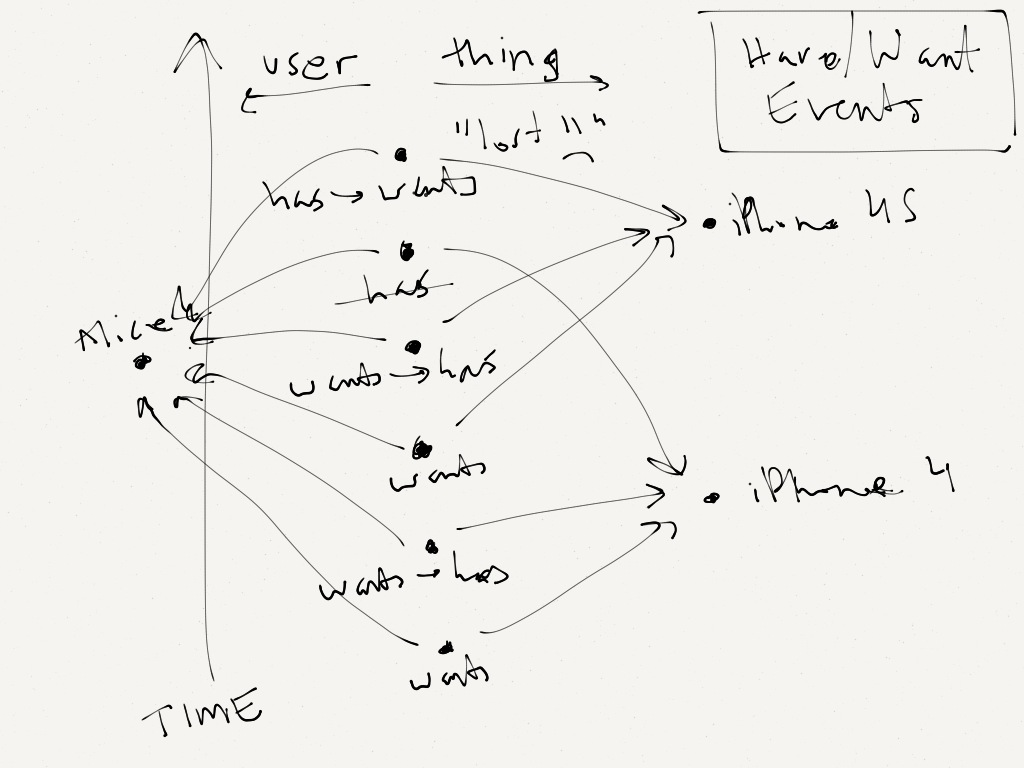 user
thing
Have/Want
Events
"lost it"
has → wants
iPhone 4S
has
Alice
wants → has
wants
iPhone 4
wants → has
wants
TIME